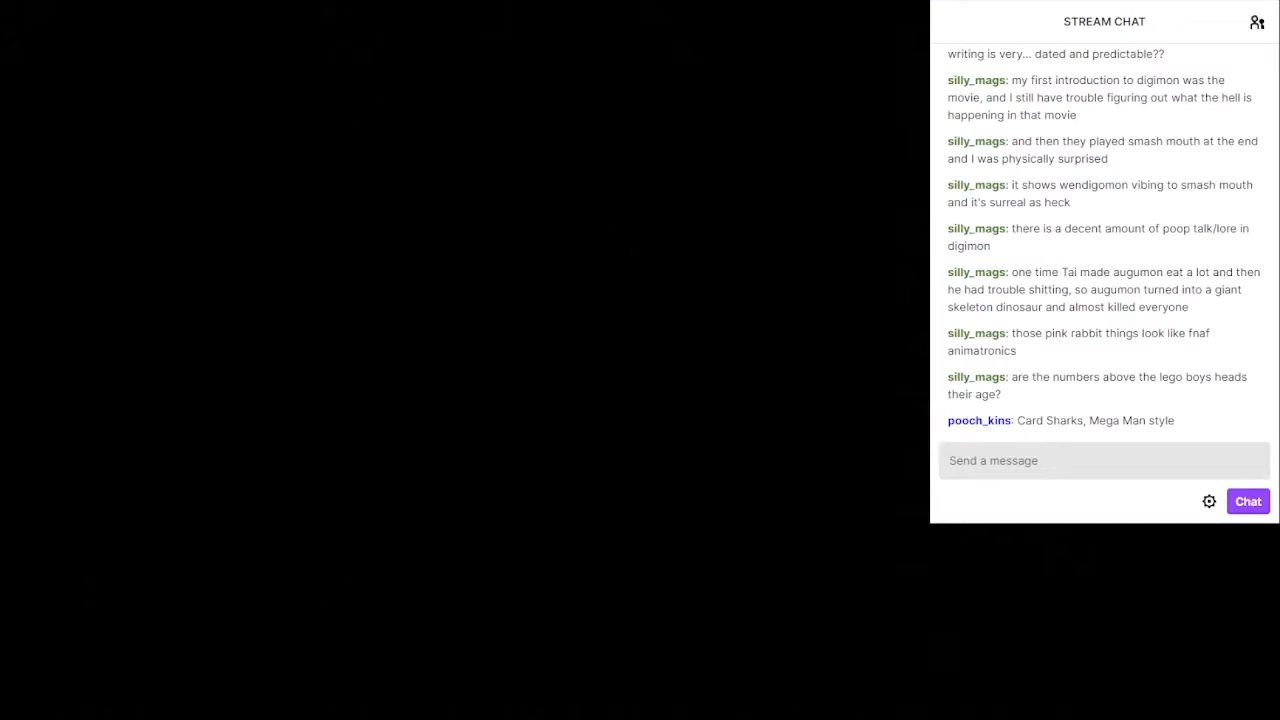 STREAM CHAT
writing is very... dated and predictable??
silly_mags: my first introduction to digimon was the
movie, and I still have trouble figuring out what the hell is
happening in that movie
silly_mags: and then they played smash mouth at the end
and I was physically surprised
silly_mags: it shows wendigomon vibing to smash mouth
and it's surreal as heck
silly_mags: there is a decent amount of poop talk/lore in
digimon
silly_mags: one time Tai made augumon eat a lot and then
he had trouble shitting, so augumon turned into a giant
skeleton dinosaur and almost killed everyone
silly_mags: those pink rabbit things look like fnaf
animatronics
silly_mags: are the numbers above the lego boys heads
their age?
pooch_kins: Card Sharks, Mega Man style
Send a message
Chat